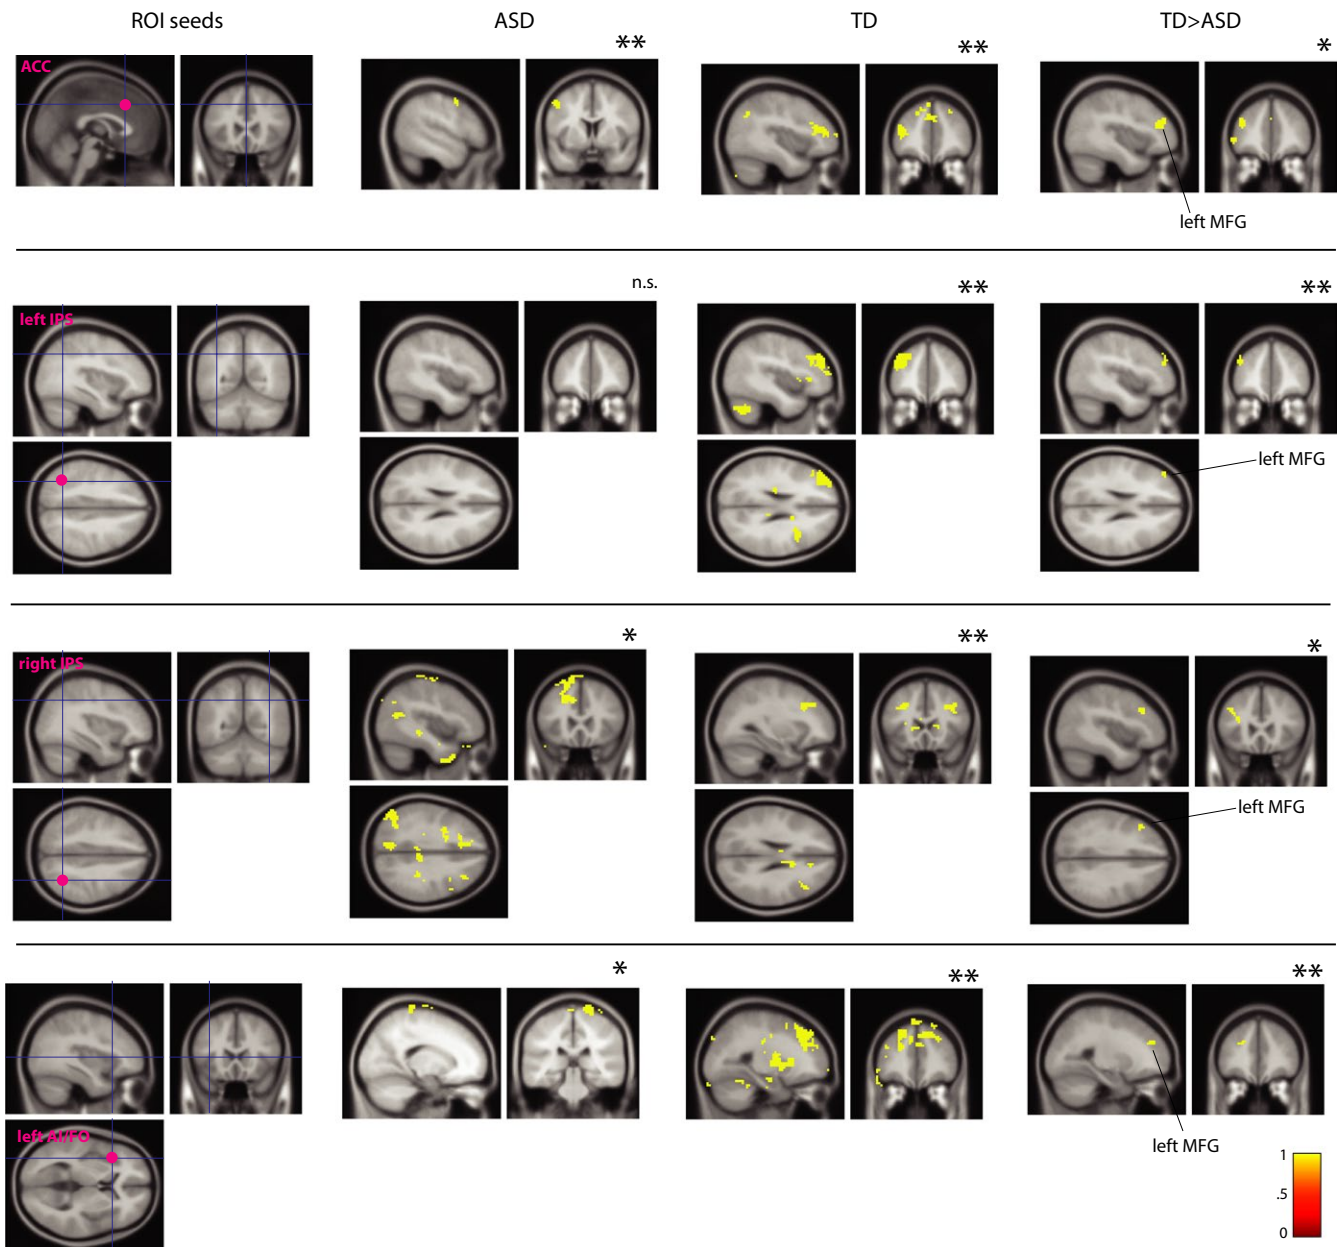 ROI seeds ASD TD TD>ASD
** ** *
ACC
left MFG
n.s. ** **
left IPS
left MFG
* ** *
right IPS
left MFG
* ** **
left AI/FO
left MFG
1
.5
0